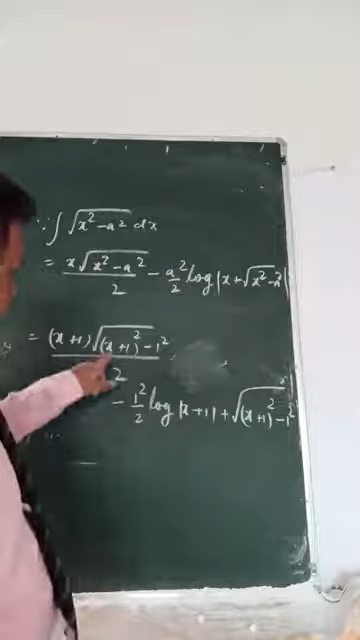 ∵ ∫ √(x² - a²) dx
= x√(x² - a²)/2 - a²/2 log |x + √(x² - a²)|
= (x+1)√((x+1)² - 1²)/2
- 1²/2 log |x+1| + √((x+1)² - 1²)